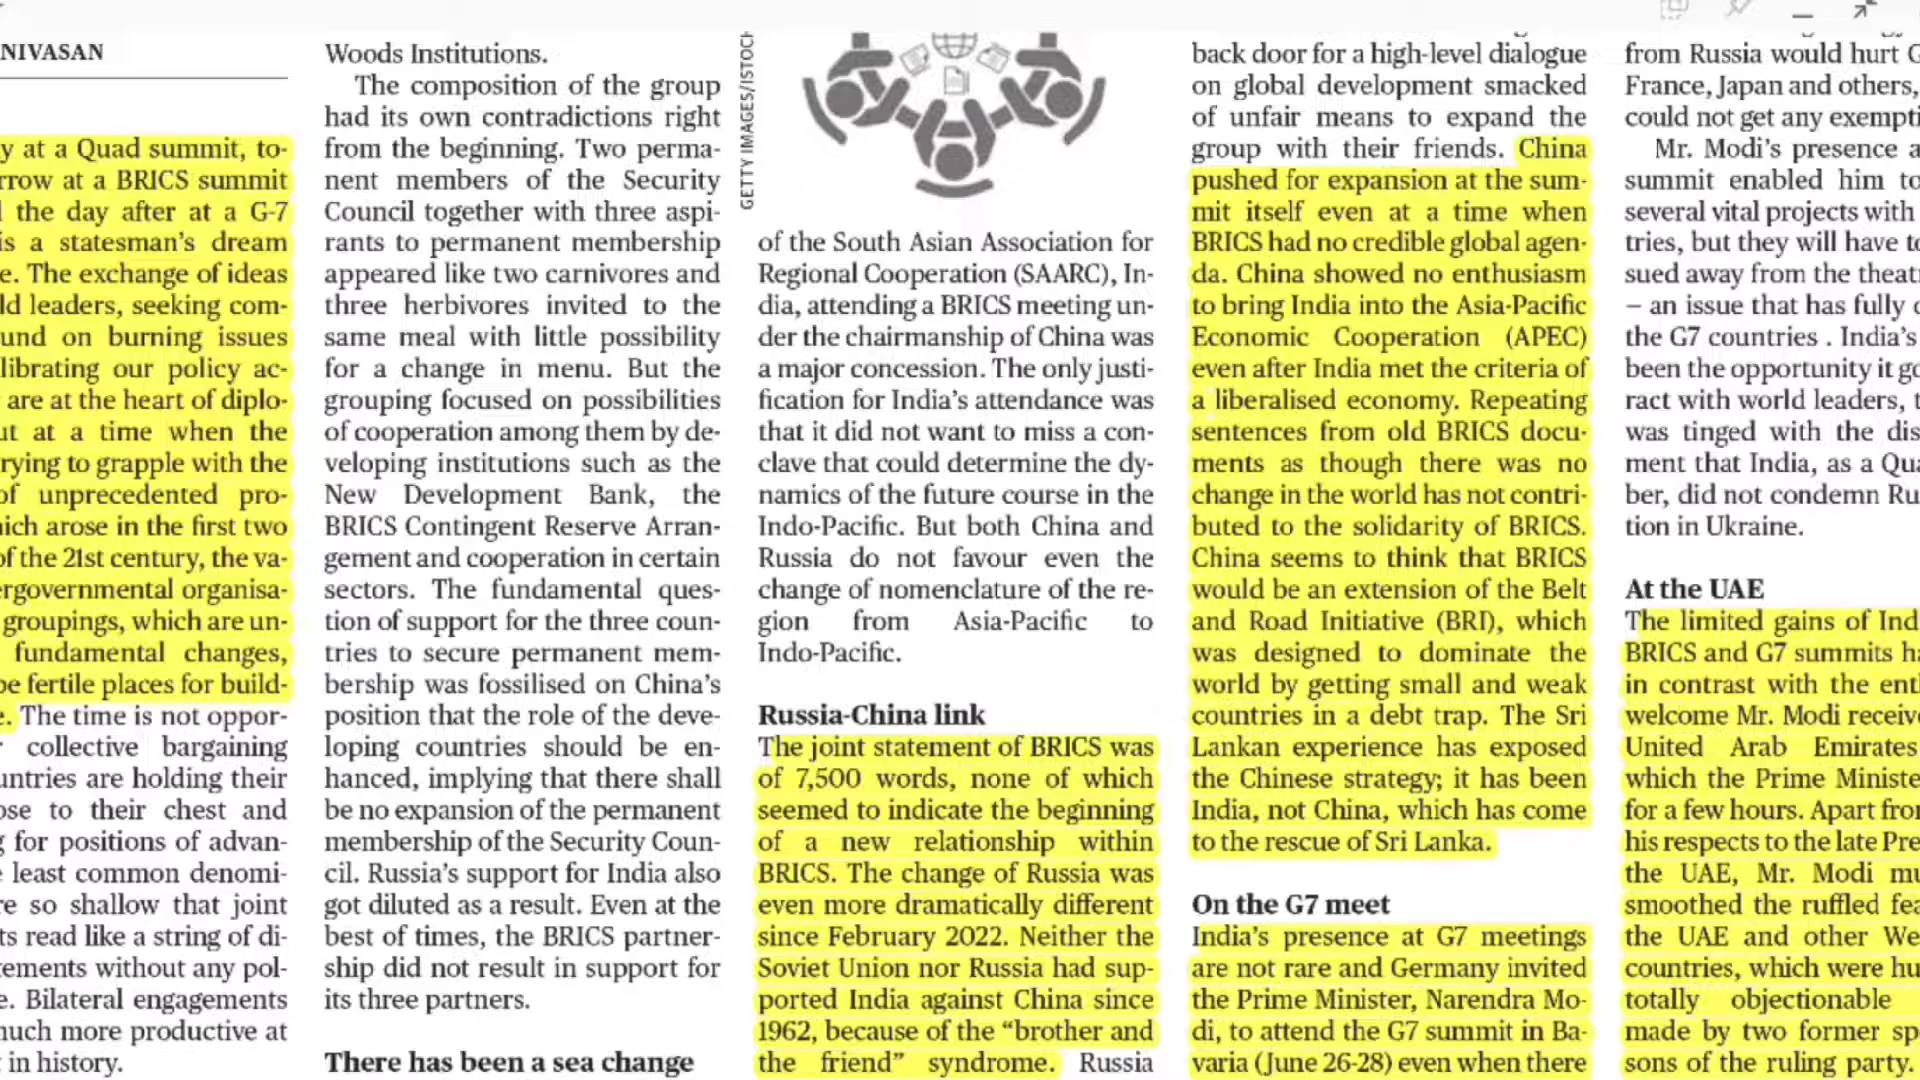 NIVASAN
y at a Quad summit, to-
rrow at a BRICS summit
the day after at a G-7
is a statesman's dream
e. The exchange of ideas
ld leaders, seeking com-
und on burning issues
librating our policy ac-
are at the heart of diplo-
ut at a time when the
rying to grapple with the
of unprecedented pro-
hich arose in the first two
of the 21st century, the va-
ergovernmental organisa-
groupings, which are un-
fundamental changes,
be fertile places for build-
e. The time is not oppor-
collective bargaining
untries are holding their
ose to their chest and
g for positions of advan-
e least common denomi-
re so shallow that joint
ts read like a string of di-
tements without any pol-
e. Bilateral engagements
much more productive at
in history.
Woods Institutions.
The composition of the group
had its own contradictions right
from the beginning. Two perma-
nent members of the Security
Council together with three aspi-
rants to permanent membership
appeared like two carnivores and
three herbivores invited to the
same meal with little possibility
for a change in menu. But the
grouping focused on possibilities
of cooperation among them by de-
veloping institutions such as the
New Development Bank, the
BRICS Contingent Reserve Arran-
gement and cooperation in certain
sectors. The fundamental ques-
tion of support for the three coun-
tries to secure permanent mem-
bership was fossilised on China's
position that the role of the deve-
loping countries should be en-
hanced, implying that there shall
be no expansion of the permanent
membership of the Security Coun-
cil. Russia's support for India also
got diluted as a result. Even at the
best of times, the BRICS partner-
ship did not result in support for
its three partners.
There has been a sea change
GETTY IMAGES/ISTOCK
of the South Asian Association for
Regional Cooperation (SAARC), In-
dia, attending a BRICS meeting un-
der the chairmanship of China was
a major concession. The only justi-
fication for India's attendance was
that it did not want to miss a con-
clave that could determine the dy-
namics of the future course in the
Indo-Pacific. But both China and
Russia do not favour even the
change of nomenclature of the re-
gion from Asia-Pacific to
Indo-Pacific.
Russia-China link
The joint statement of BRICS was
of 7,500 words, none of which
seemed to indicate the beginning
of a new relationship within
BRICS. The change of Russia was
even more dramatically different
since February 2022. Neither the
Soviet Union nor Russia had sup-
ported India against China since
1962, because of the “brother and
the friend” syndrome. Russia
back door for a high-level dialogue
on global development smacked
of unfair means to expand the
group with their friends. China
pushed for expansion at the sum-
mit itself even at a time when
BRICS had no credible global agen-
da. China showed no enthusiasm
to bring India into the Asia-Pacific
Economic Cooperation (APEC)
even after India met the criteria of
a liberalised economy. Repeating
sentences from old BRICS docu-
ments as though there was no
change in the world has not contri-
buted to the solidarity of BRICS.
China seems to think that BRICS
would be an extension of the Belt
and Road Initiative (BRI), which
was designed to dominate the
world by getting small and weak
countries in a debt trap. The Sri
Lankan experience has exposed
the Chinese strategy; it has been
India, not China, which has come
to the rescue of Sri Lanka.
On the G7 meet
India's presence at G7 meetings
are not rare and Germany invited
the Prime Minister, Narendra Mo-
di, to attend the G7 summit in Ba-
varia (June 26-28) even when there
from Russia would hurt G
France, Japan and others,
could not get any exempti
Mr. Modi's presence a
summit enabled him to
several vital projects with
tries, but they will have to
sued away from the theatr
– an issue that has fully o
the G7 countries . India's
been the opportunity it go
ract with world leaders, t
was tinged with the dis
ment that India, as a Qua
ber, did not condemn Ru
tion in Ukraine.
At the UAE
The limited gains of Ind
BRICS and G7 summits ha
in contrast with the ent
welcome Mr. Modi receive
United Arab Emirates
which the Prime Ministe
for a few hours. Apart fro
his respects to the late Pre
the UAE, Mr. Modi mu
smoothed the ruffled fea
the UAE and other We
countries, which were hu
totally objectionable
made by two former sp
sons of the ruling party.